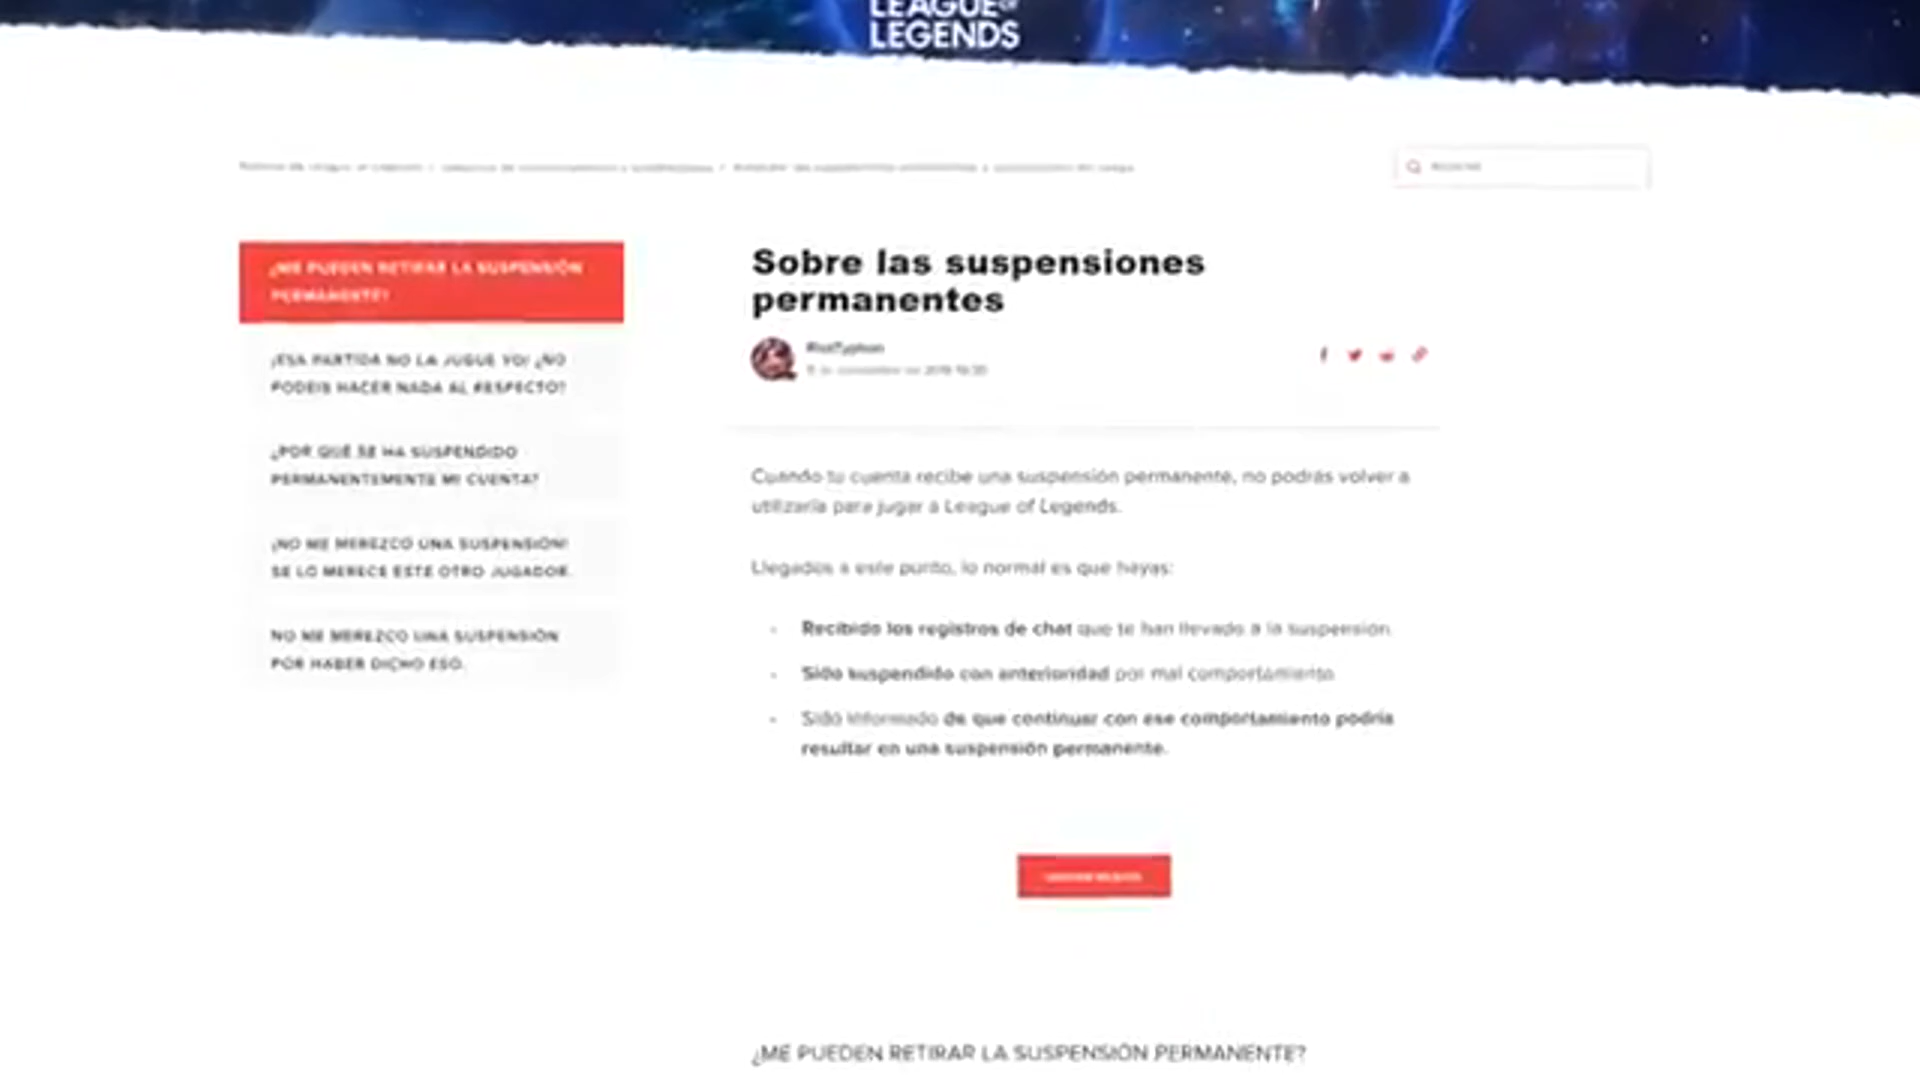 LEAGUE OF
LEGENDS
¿ME PUEDEN RETIRAR LA SUSPENSIÓN
PERMANENTE?
¡ESA PARTIDA NO LA JUGUÉ YO! ¿NO
PODÉIS HACER NADA AL RESPECTO?
¿POR QUÉ SE HA SUSPENDIDO
PERMANENTEMENTE MI CUENTA?
¡NO ME MEREZCO UNA SUSPENSIÓN!
SE LO MERECE ESTE OTRO JUGADOR.
NO ME MEREZCO UNA SUSPENSIÓN
POR HABER DICHO ESO.
Sobre las suspensiones
permanentes
RiotTyphon
Cuando tu cuenta recibe una suspensión permanente, no podrás volver a
utilizarla para jugar a League of Legends.
Llegados a este punto, lo normal es que hayas:
Recibido los registros de chat que te han llevado a la suspensión.
Sido suspendido con anterioridad por mal comportamiento.
Sido informado de que continuar con ese comportamiento podría
resultar en una suspensión permanente.
¿ME PUEDEN RETIRAR LA SUSPENSIÓN PERMANENTE?